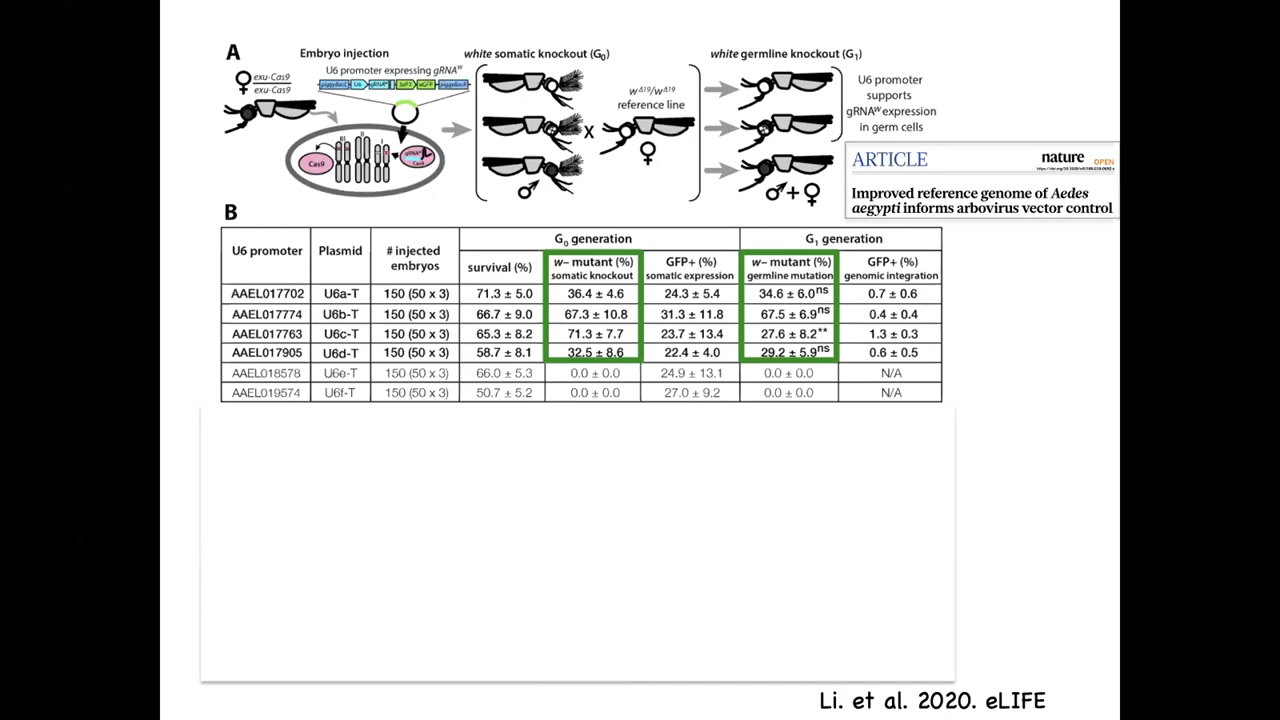 A
Embryo injection
white somatic knockout (G0)
white germline knockout (G1)
U6 promoter expressing gRNAw
exu-Cas9
exu-Cas9
piggyBac U6 gRNAw 3xP3 eGFP piggyBac
wΔ19/wΔ19
reference line
U6 promoter
supports
gRNAw expression
in germ cells
III II I
Cas9
gRNAw
Cas9
X
♀
♂
♂+♀
ARTICLE
nature
OPEN
Improved reference genome of Aedes
aegypti informs arbovirus vector control
B
U6 promoter Plasmid # injected embryos G0 generation G1 generation
survival (%) w– mutant (%) somatic knockout GFP+ (%) somatic expression w– mutant (%) germline mutation GFP+ (%) genomic integration
AAEL017702 U6a-T 150 (50 x 3) 71.3 ± 5.0 36.4 ± 4.6 24.3 ± 5.4 34.6 ± 6.0ns 0.7 ± 0.6
AAEL017774 U6b-T 150 (50 x 3) 66.7 ± 9.0 67.3 ± 10.8 31.3 ± 11.8 67.5 ± 6.9ns 0.4 ± 0.4
AAEL017763 U6c-T 150 (50 x 3) 65.3 ± 8.2 71.3 ± 7.7 23.7 ± 13.4 27.6 ± 8.2** 1.3 ± 0.3
AAEL017905 U6d-T 150 (50 x 3) 58.7 ± 8.1 32.5 ± 8.6 22.4 ± 4.0 29.2 ± 5.9ns 0.6 ± 0.5
AAEL018578 U6e-T 150 (50 x 3) 66.0 ± 5.3 0.0 ± 0.0 24.9 ± 13.1 0.0 ± 0.0 N/A
AAEL019574 U6f-T 150 (50 x 3) 50.7 ± 5.2 0.0 ± 0.0 27.0 ± 9.2 0.0 ± 0.0 N/A
Li. et al. 2020. eLIFE